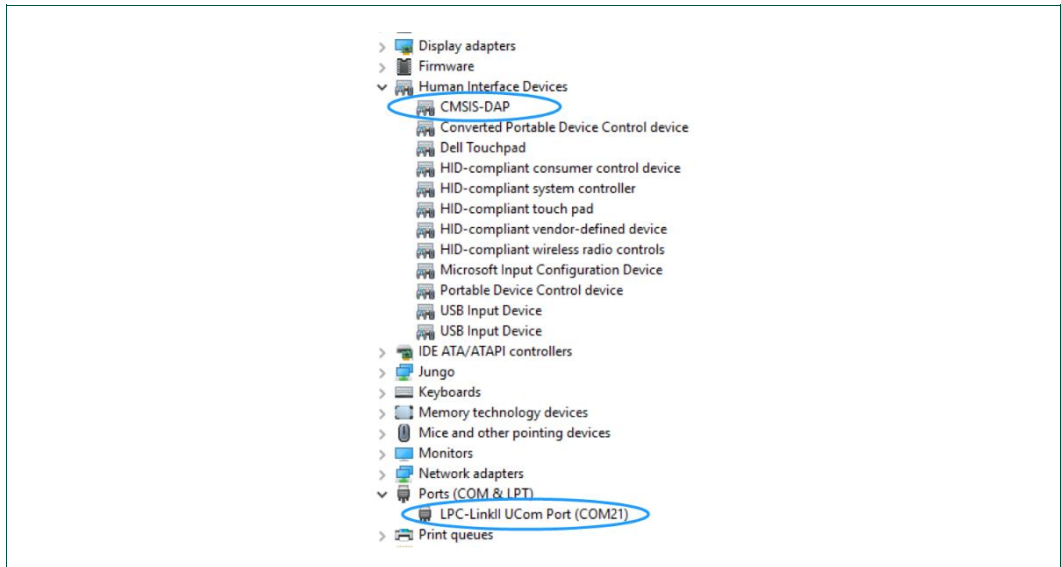 Display adapters
Firmware
Human Interface Devices
CMSIS-DAP
Converted Portable Device Control device
Dell Touchpad
HID-compliant consumer control device
HID-compliant system controller
HID-compliant touch pad
HID-compliant vendor-defined device
HID-compliant wireless radio controls
Microsoft Input Configuration Device
Portable Device Control device
USB Input Device
USB Input Device
IDE ATA/ATAPI controllers
Jungo
Keyboards
Memory technology devices
Mice and other pointing devices
Monitors
Network adapters
Ports (COM & LPT)
LPC-LinkII UCom Port (COM21)
Print queues